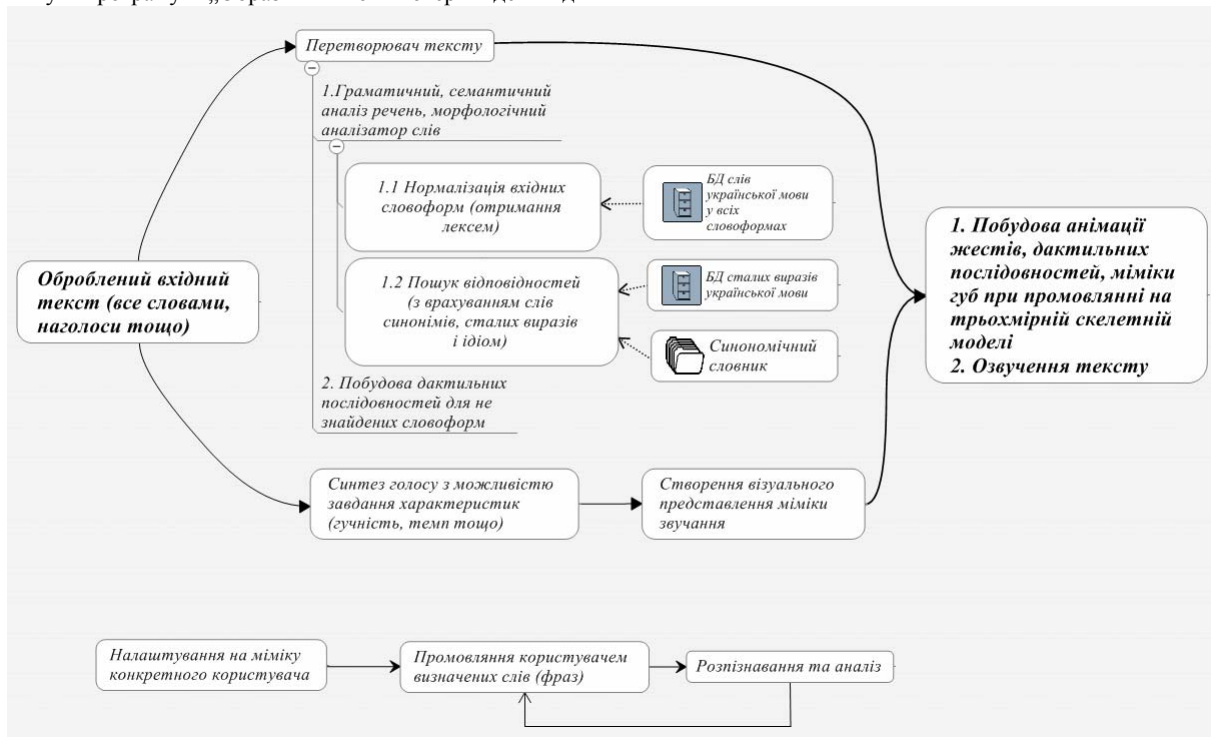 Перетворювач тексту
1.Граматичний, семантичний
аналіз речень, морфологічний
аналізатор слів
1.1 Нормалізація вхідних
словоформ (отримання
лексем)
БД слів
української мови
у всіх
словоформах
1.2 Пошук відповідностей
(з врахуванням слів
синонімів, сталих виразів
і ідіом)
БД сталих виразів
української мови
Синономічний
словник
2. Побудова дактильних
послідовностей для не
знайдених словоформ
Оброблений вхідний
текст (все словами,
наголоси тощо)
1. Побудова анімації
жестів, дактильних
послідовностей, міміки
губ при промовлянні на
трьохмірній скелетній
моделі
2. Озвучення тексту
Синтез голосу з можливістю
завдання характеристик
(гучність, темп тощо)
Створення візуального
представлення міміки
звучання
Налаштування на міміку
конкретного користувача
Промовляння користувачем
визначених слів (фраз)
Розпізнавання та аналіз